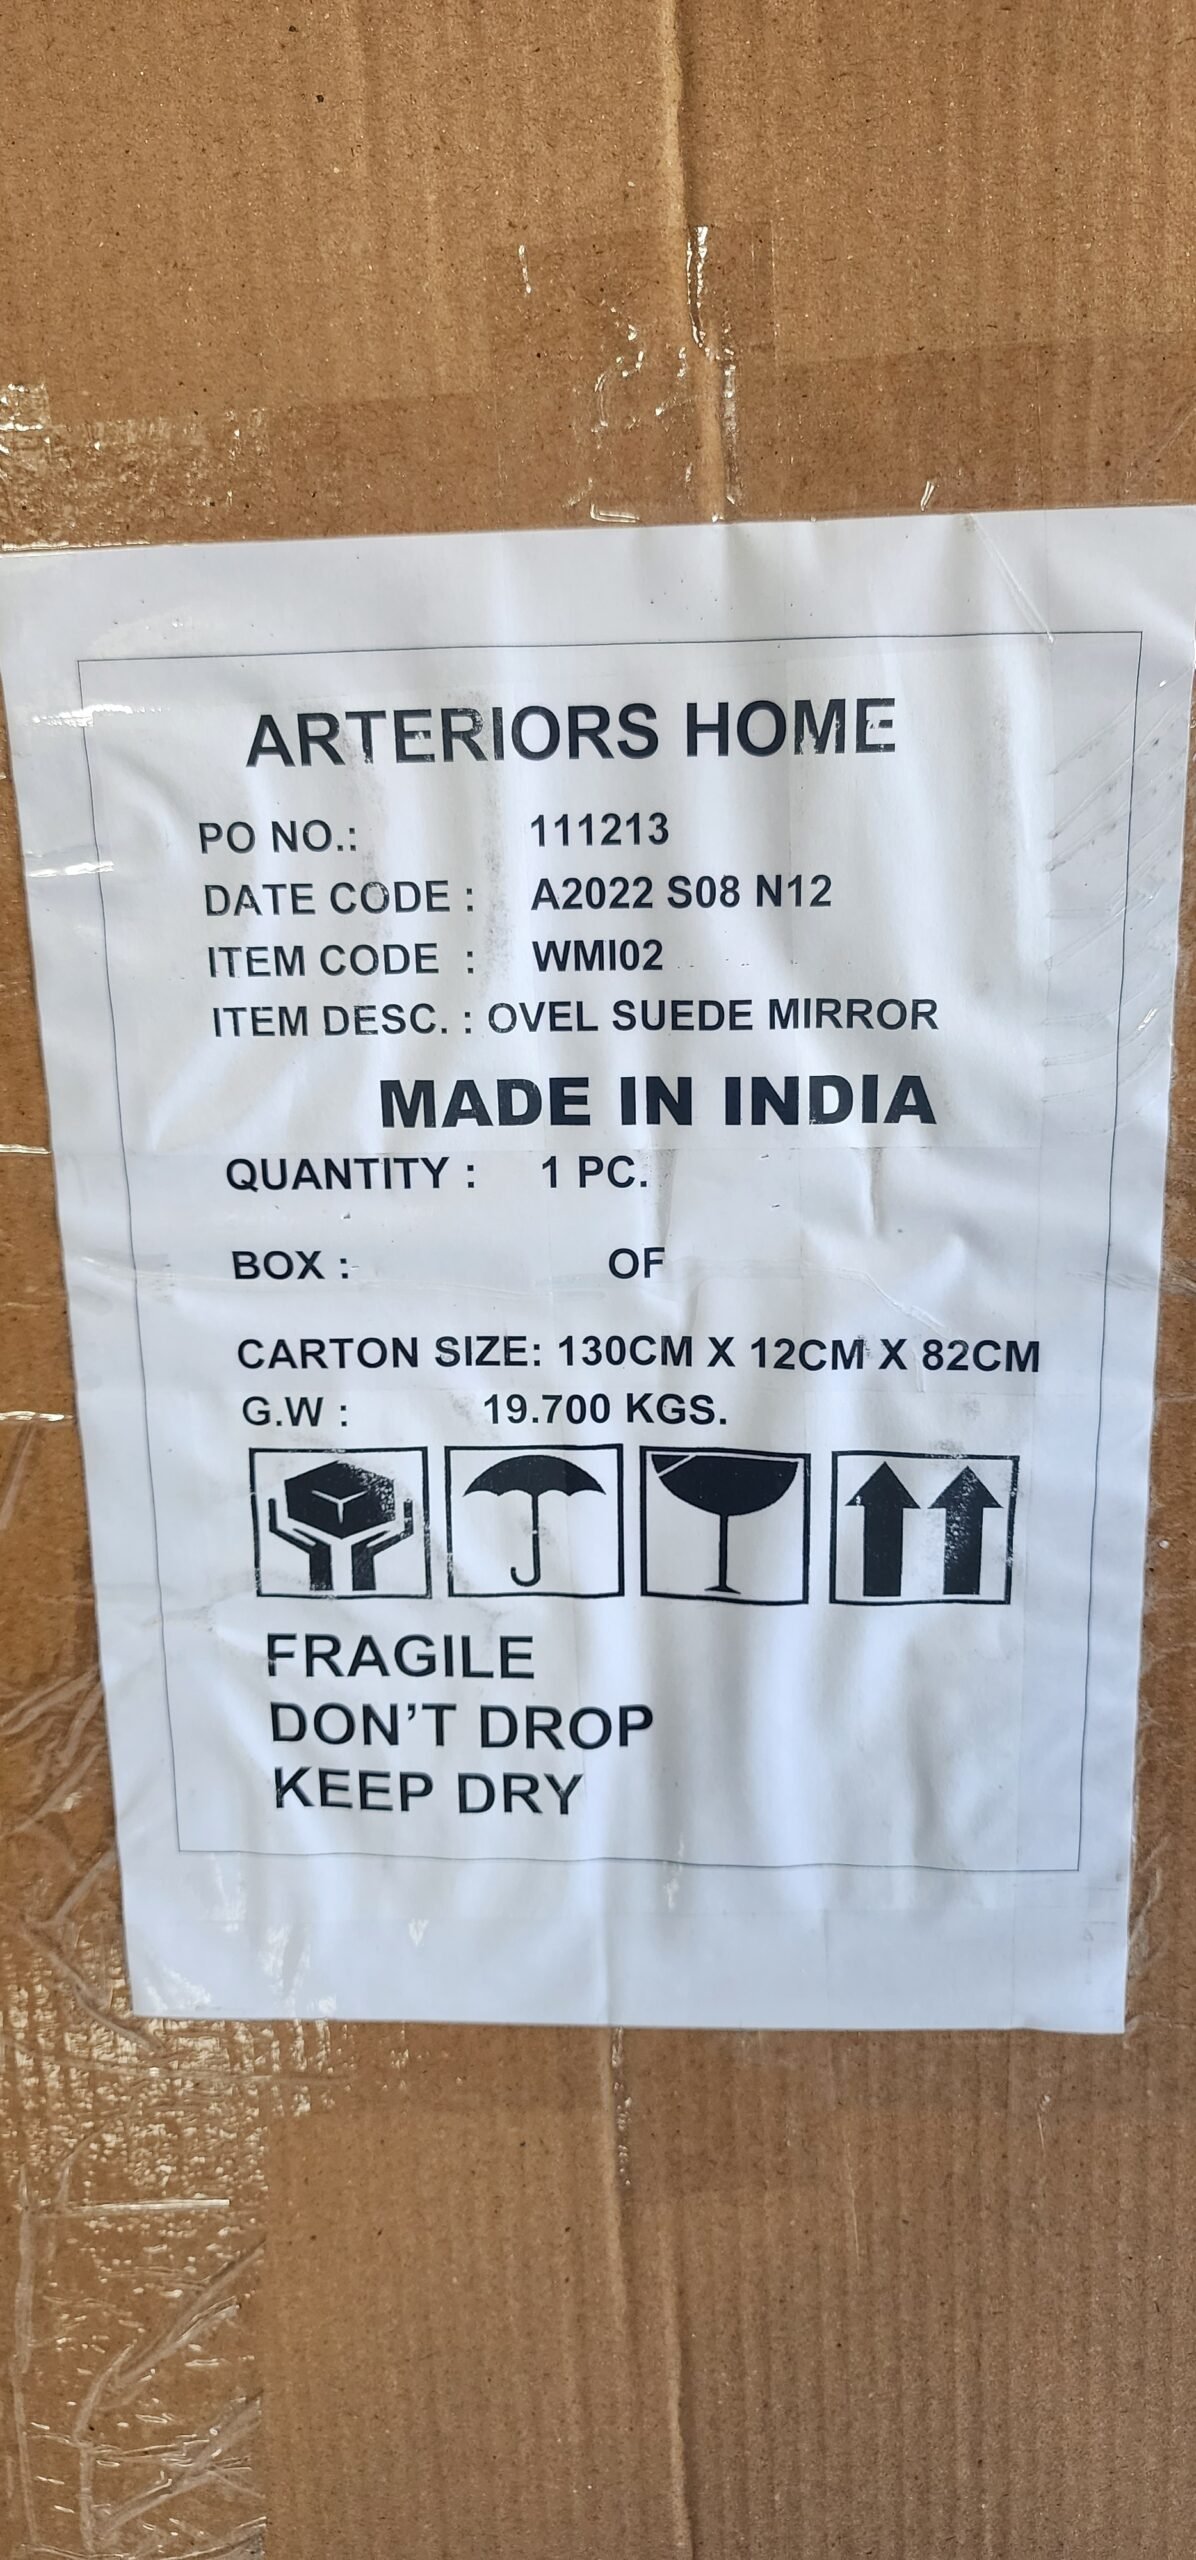 ARTERIORS HOME
PO NO.: 111213
DATE CODE : A2022 S08 N12
ITEM CODE : WMI02
ITEM DESC. : OVEL SUEDE MIRROR
MADE IN INDIA
QUANTITY : 1 PC.
BOX : OF
CARTON SIZE: 130CM X 12CM X 82CM
G.W : 19.700 KGS.
FRAGILE
DON'T DROP
KEEP DRY